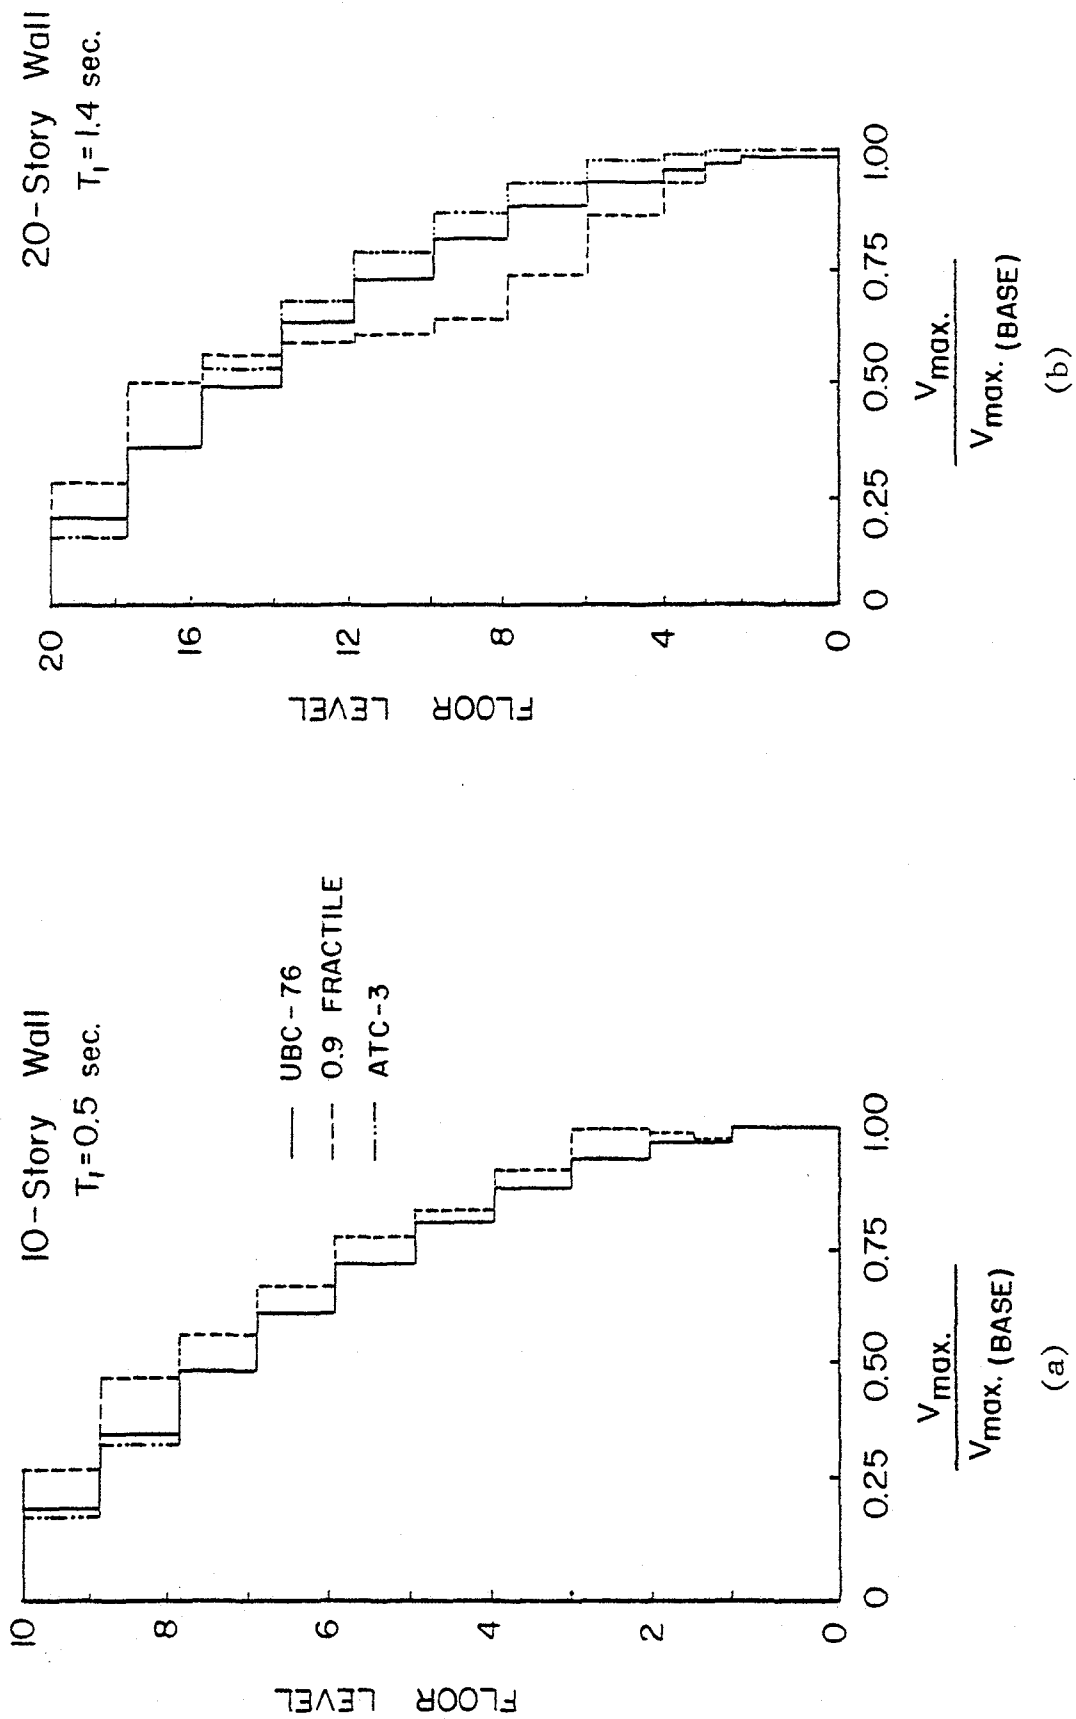 10-Story Wall
T₁=0.5 sec.
FLOOR LEVEL
10
8
6
4
2
0
UBC-76
0.9 FRACTILE
ATC-3
0 0.25 0.50 0.75 1.00
Vmax.
Vmax. (BASE)
(a)
20-Story Wall
T₁=1.4 sec.
FLOOR LEVEL
20
16
12
8
4
0
0 0.25 0.50 0.75 1.00
Vmax.
Vmax. (BASE)
(b)